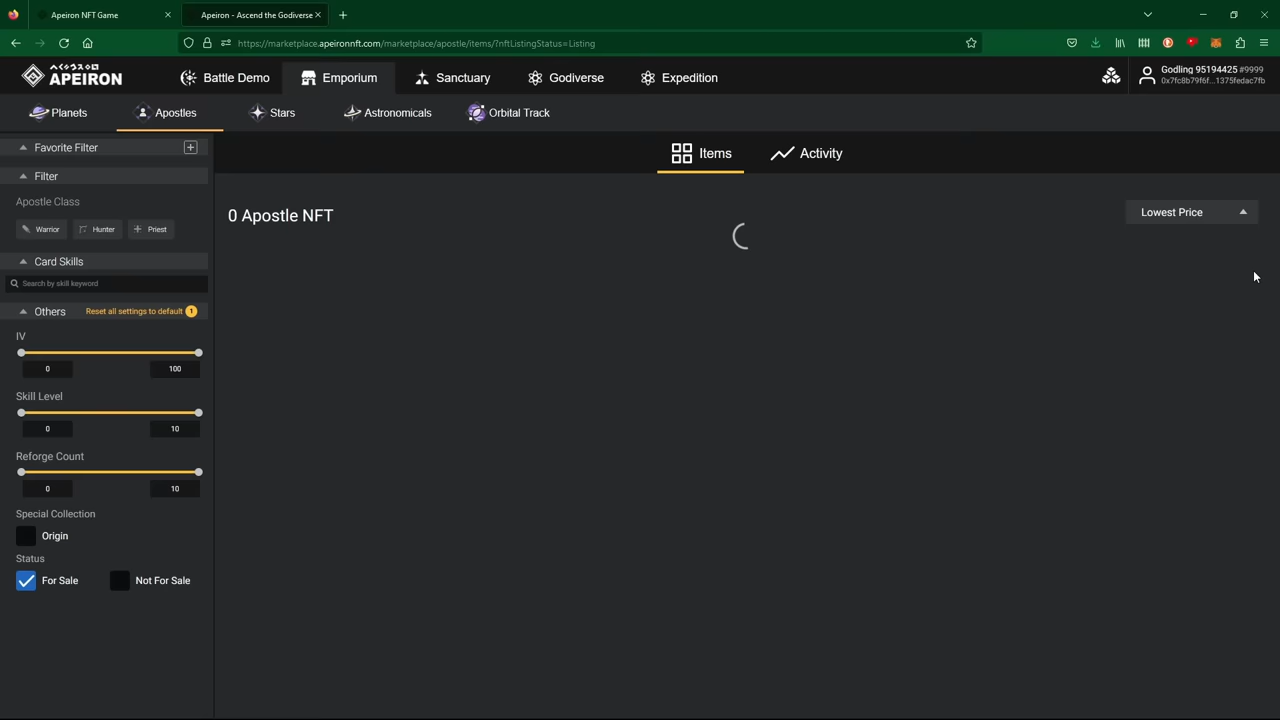 Apeiron NFT Game
Apeiron - Ascend the Godiverse
https://marketplace.apeironnft.com/marketplace/apostle/items/?nftListingStatus=Listing
APEIRON
Battle Demo
Emporium
Sanctuary
Godiverse
Expedition
Godling 95194425 #9999
0x7fc8b79f6f...1375fedac7fb
Planets
Apostles
Stars
Astronomicals
Orbital Track
Favorite Filter
Items
Activity
Filter
Apostle Class
0 Apostle NFT
Lowest Price
Warrior
Hunter
Priest
Card Skills
Search by skill keyword
Others
Reset all settings to default 1
IV
0
100
Skill Level
0
10
Reforge Count
0
10
Special Collection
Origin
Status
For Sale
Not For Sale